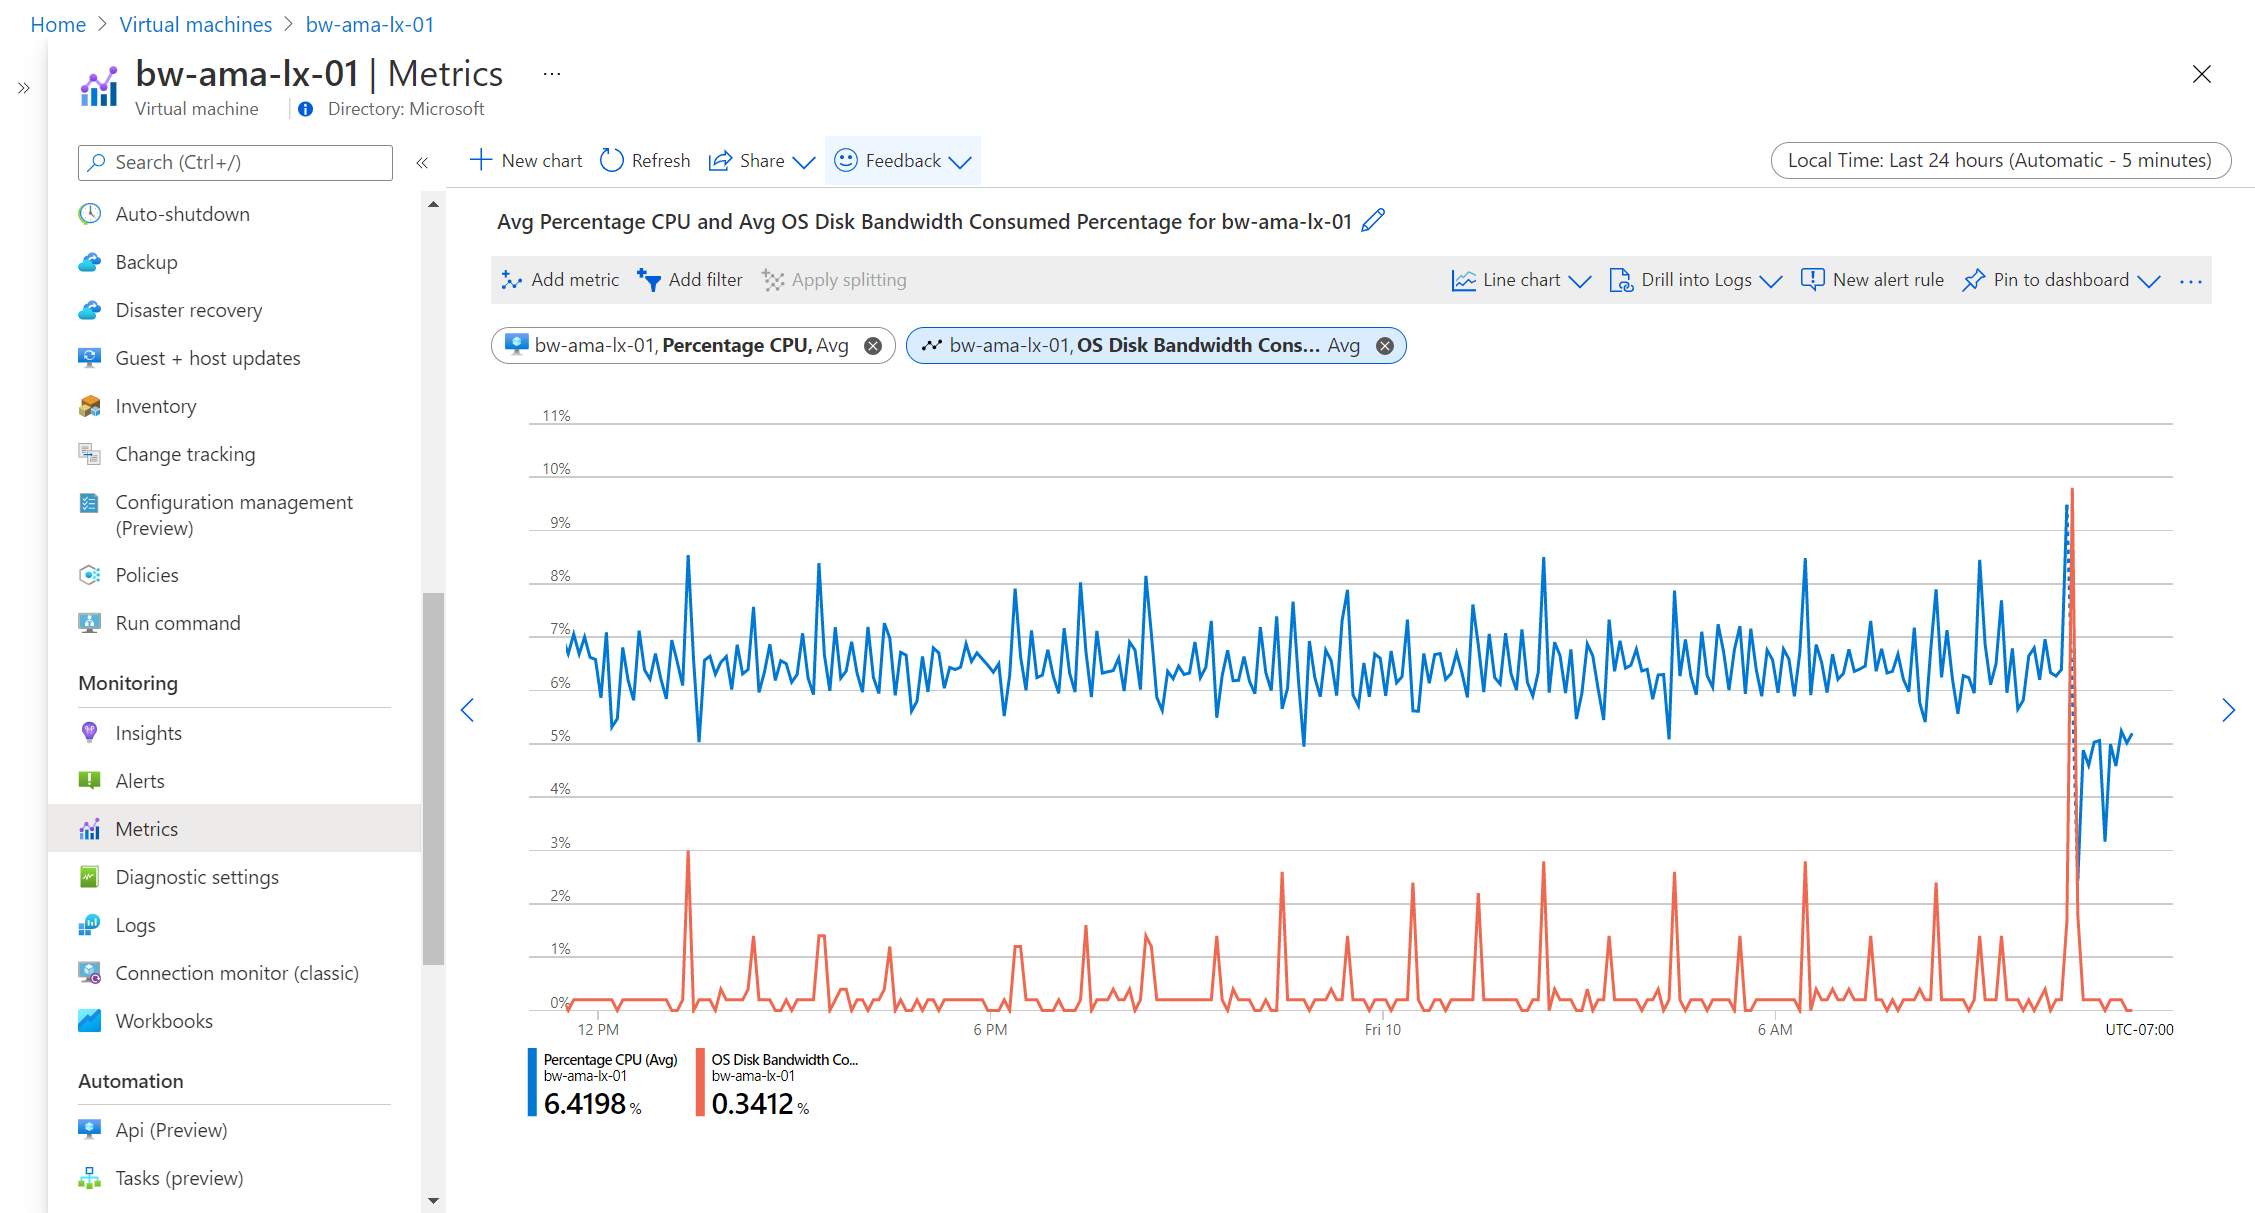 Home > Virtual machines > bw-ama-lx-01
bw-ama-lx-01 | Metrics ...
Virtual machine
Directory: Microsoft
Search (Ctrl+/)
Auto-shutdown
Backup
Disaster recovery
Guest + host updates
Inventory
Change tracking
Configuration management
(Preview)
Policies
Run command
Monitoring
Insights
Alerts
Metrics
Diagnostic settings
Logs
Connection monitor (classic)
Workbooks
Automation
Api (Preview)
Tasks (preview)
New chart
Refresh
Share
Feedback
Local Time: Last 24 hours (Automatic - 5 minutes)
Avg Percentage CPU and Avg OS Disk Bandwidth Consumed Percentage for bw-ama-lx-01
Add metric
Add filter
Apply splitting
Line chart
Drill into Logs
New alert rule
Pin to dashboard
...
bw-ama-lx-01, Percentage CPU, Avg
bw-ama-lx-01, OS Disk Bandwidth Cons... Avg
11%
10%
9%
8%
7%
6%
5%
4%
3%
2%
1%
0%
12 PM
6 PM
Fri 10
6 AM
UTC-07:00
Percentage CPU (Avg)
bw-ama-lx-01
6.4198 %
OS Disk Bandwidth Co...
bw-ama-lx-01
0.3412 %